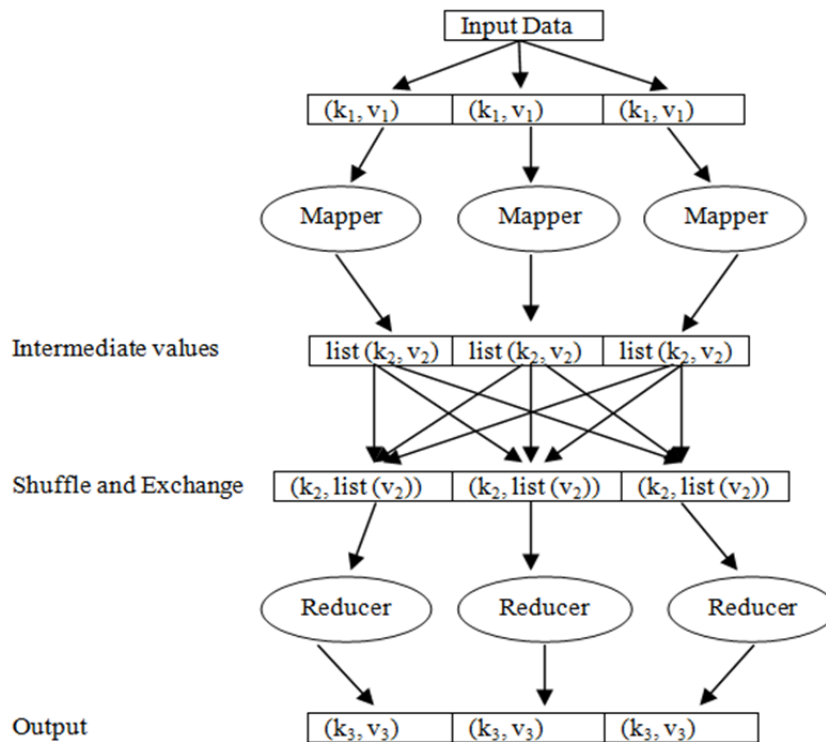 Input Data
(k₁, v₁) (k₁, v₁) (k₁, v₁)
Mapper Mapper Mapper
Intermediate values list (k₂, v₂) list (k₂, v₂) list (k₂, v₂)
Shuffle and Exchange (k₂, list (v₂)) (k₂, list (v₂)) (k₂, list (v₂))
Reducer Reducer Reducer
Output (k₃, v₃) (k₃, v₃) (k₃, v₃)